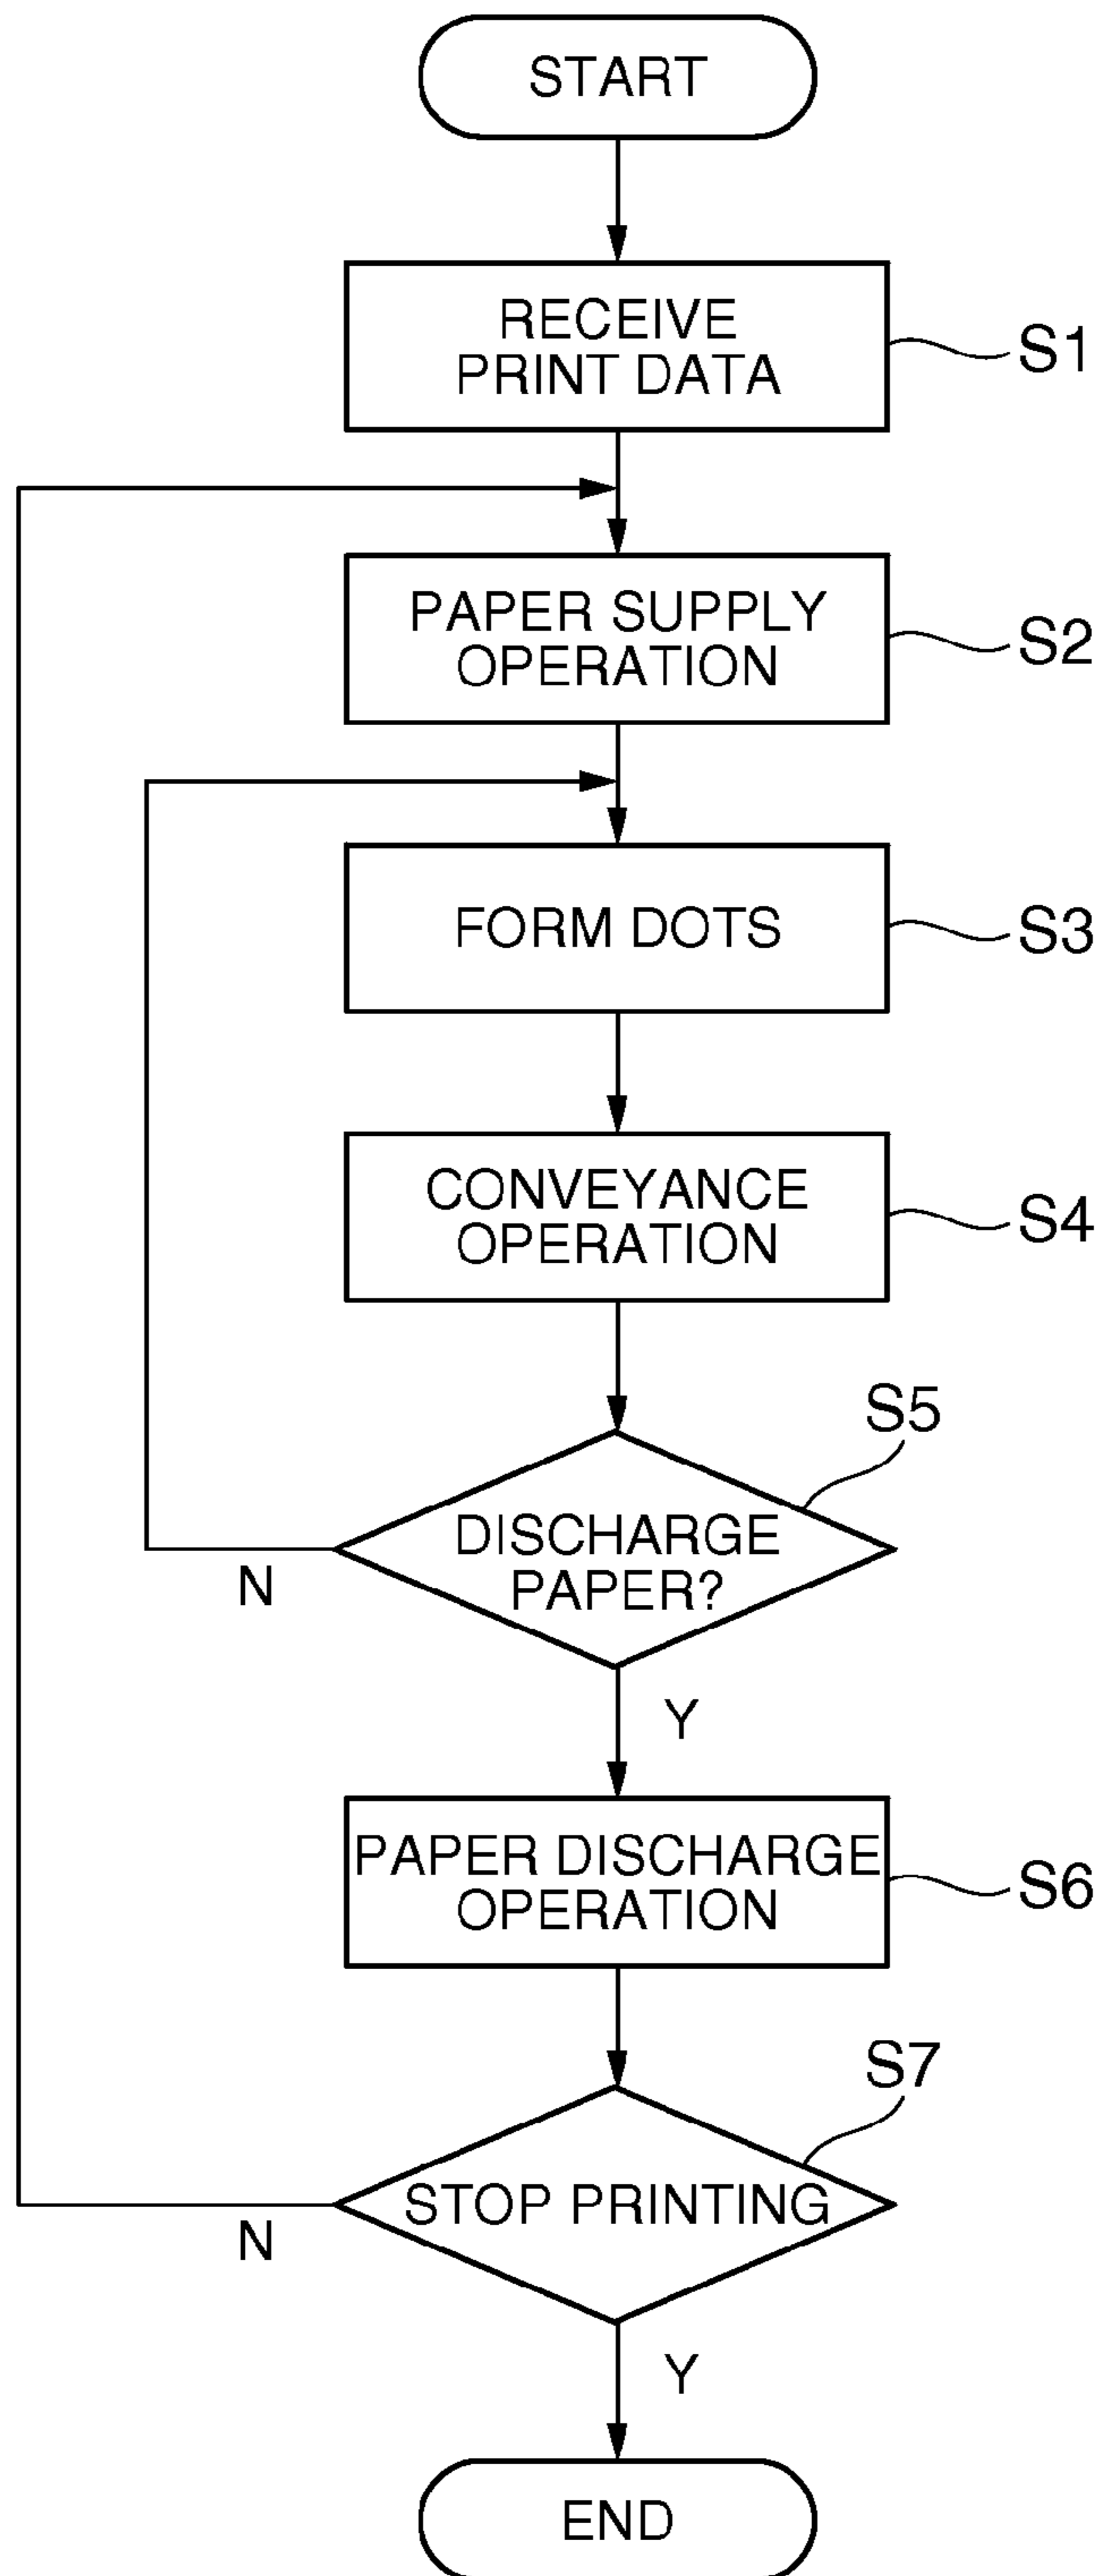 START
RECEIVE
PRINT DATA
S1
PAPER SUPPLY
OPERATION
S2
FORM DOTS
S3
CONVEYANCE
OPERATION
S4
S5
DISCHARGE
PAPER?
N
Y
PAPER DISCHARGE
OPERATION
S6
S7
STOP PRINTING
N
Y
END